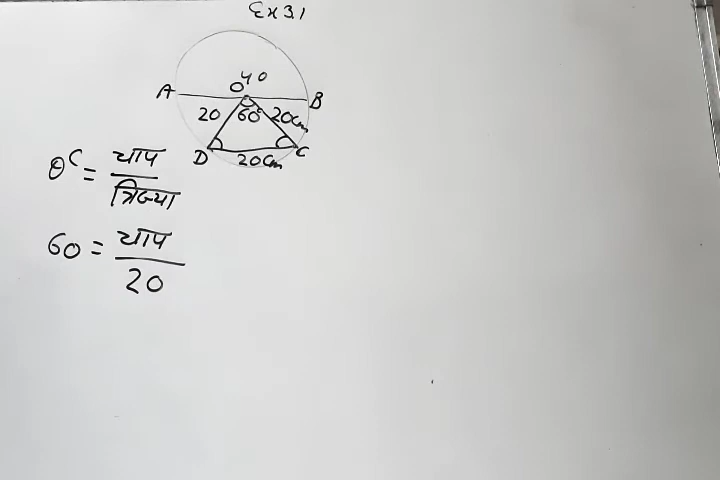 Ex 3.1
40
A O B
20 60° 20cm
D 20cm C
θᶜ = चाप / त्रिज्या
60 = चाप / 20